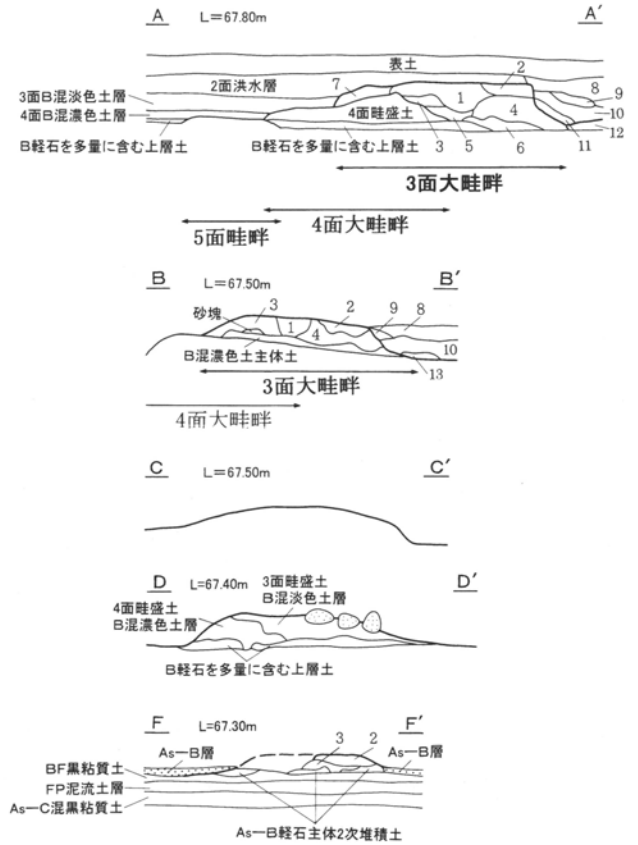 A L=67.80m A′
表土
2面洪水層
3面B混淡色土層
4面B混濃色土層
B軽石を多量に含む上層土
B軽石を多量に含む上層土
4面畦盛土
7 1 2 4 8 9 10 12
3 5 6 11
3面大畦畔
4面大畦畔
5面畦畔
B L=67.50m B′
砂塊 3 1 4 2 9 8
10
13
B混濃色土主体土
3面大畦畔
4面大畦畔
C L=67.50m C′
D L=67.40m D′
3面畦盛土
B混淡色土層
4面畦盛土
B混濃色土層
B軽石を多量に含む上層土
F L=67.30m F′
As—B層 3 2 As—B層
BF黒粘質土
FP泥流土層
As—C混黒粘質土
As—B軽石主体2次堆積土